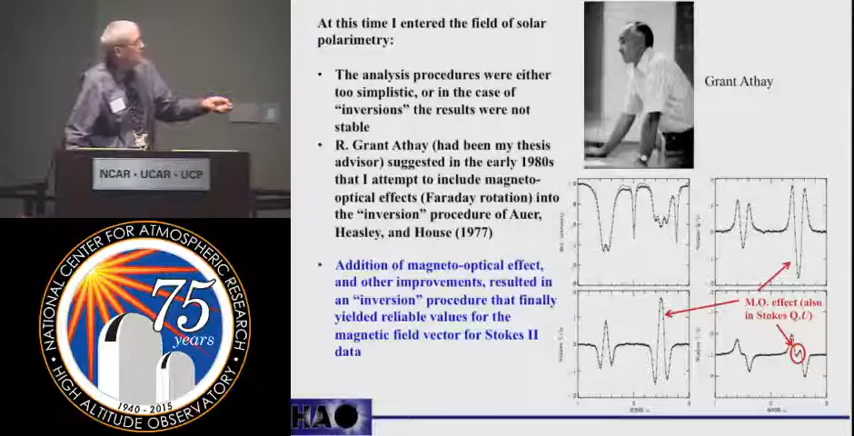 At this time I entered the field of solar
polarimetry:
• The analysis procedures were either
too simplistic, or in the case of
“inversions” the results were not
stable
• R. Grant Athay (had been my thesis
advisor) suggested in the early 1980s
that I attempt to include magneto-
optical effects (Faraday rotation) into
the “inversion” procedure of Auer,
Heasley, and House (1977)
• Addition of magneto-optical effect,
and other improvements, resulted in
an “inversion” procedure that finally
yielded reliable values for the
magnetic field vector for Stokes II
data
Grant Athay
M.O. effect (also
in Stokes Q,U)
NCAR • UCAR • UCP
NATIONAL CENTER FOR ATMOSPHERIC RESEARCH
75
years
1940 - 2015
HIGH ALTITUDE OBSERVATORY
HAO